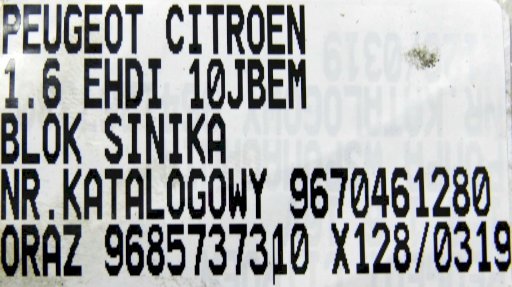 PEUGEOT CITROEN
1.6 EHDI 10JBEM
BLOK SINIKA
NR.KATALOGOWY 9670461280
ORAZ 9685737310 X128/0319